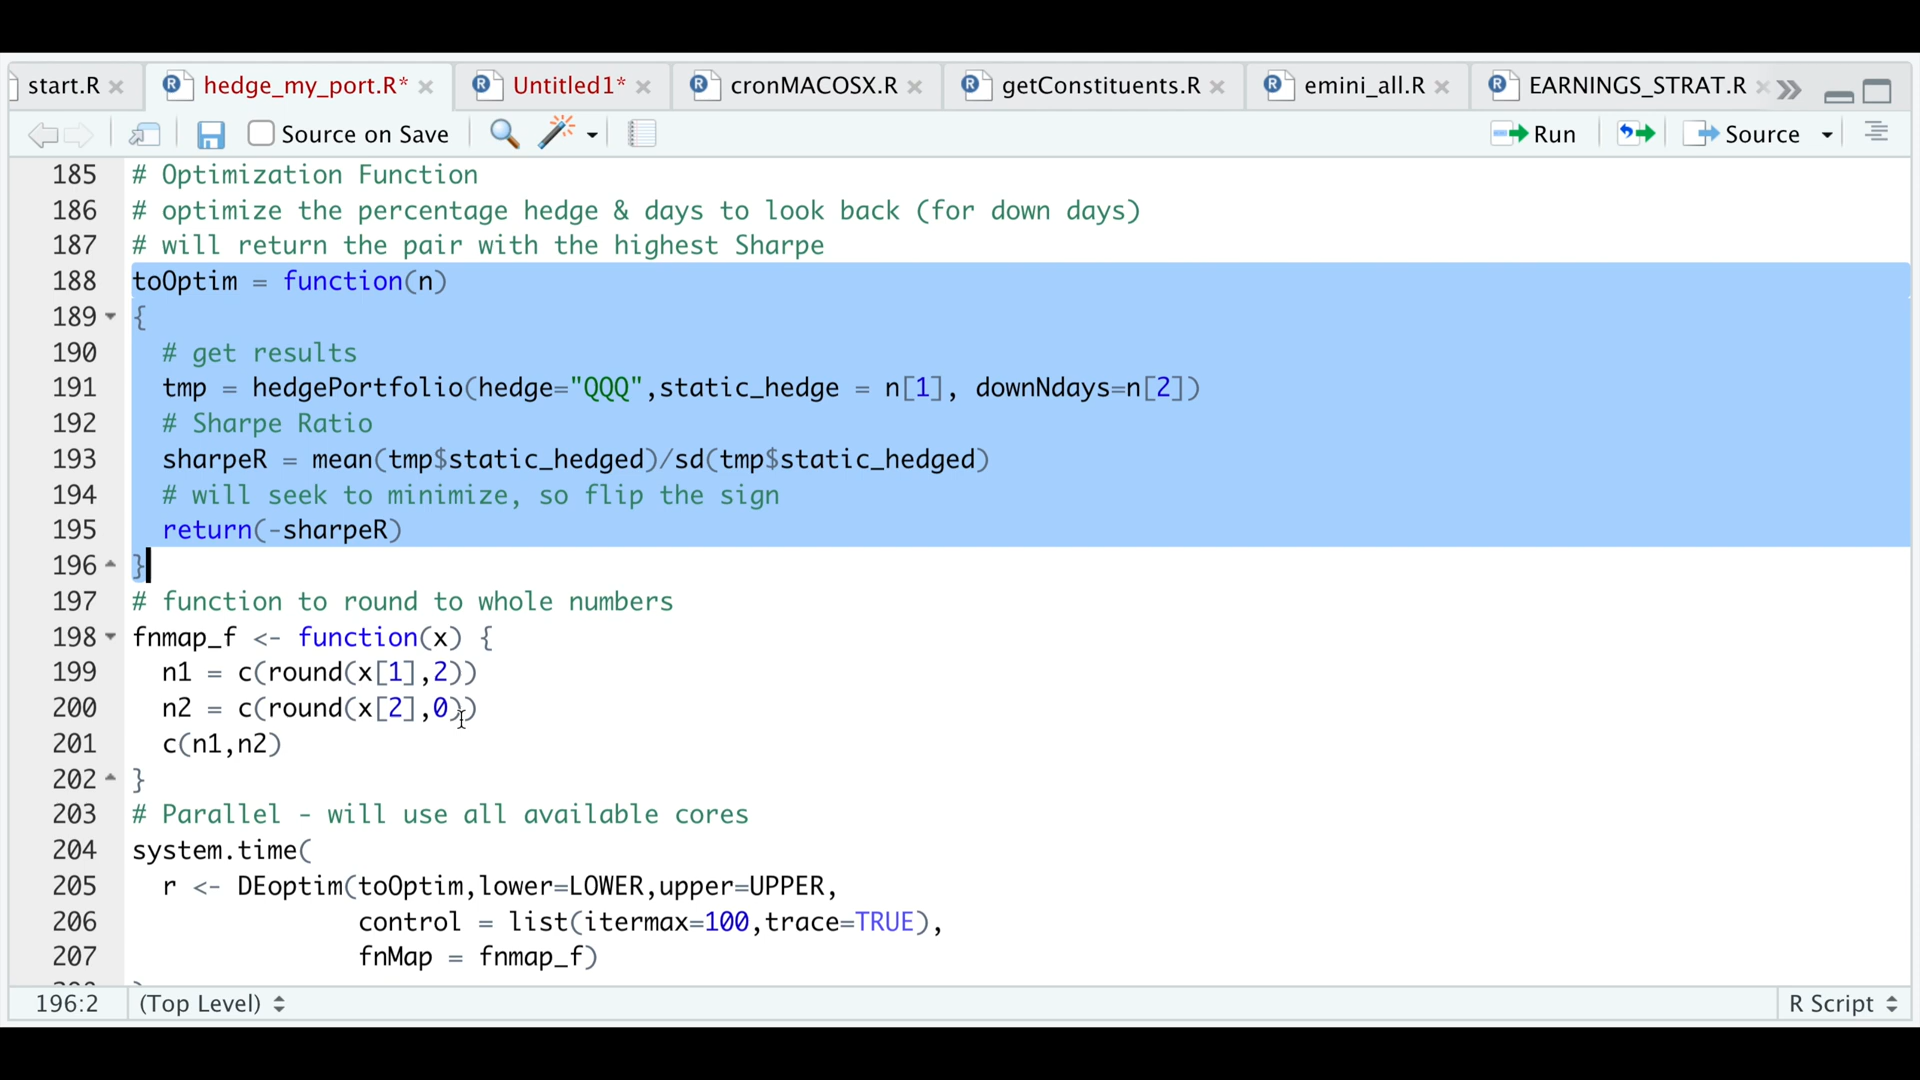 start.R
hedge_my_port.R*
Untitled1*
cronMACOSX.R
getConstituents.R
emini_all.R
EARNINGS_STRAT.R
Source on Save
Run
Source
185 # Optimization Function
186 # optimize the percentage hedge & days to look back (for down days)
187 # will return the pair with the highest Sharpe
188 toOptim = function(n)
189 {
190   # get results
191   tmp = hedgePortfolio(hedge="QQQ",static_hedge = n[1], downNdays=n[2])
192   # Sharpe Ratio
193   sharpeR = mean(tmp$static_hedged)/sd(tmp$static_hedged)
194   # will seek to minimize, so flip the sign
195   return(-sharpeR)
196 }
197 # function to round to whole numbers
198 fnmap_f <- function(x) {
199   n1 = c(round(x[1],2))
200   n2 = c(round(x[2],0))
201   c(n1,n2)
202 }
203 # Parallel - will use all available cores
204 system.time(
205   r <- DEoptim(toOptim,lower=LOWER,upper=UPPER,
206                control = list(itermax=100,trace=TRUE),
207                fnMap = fnmap_f)
196:2 (Top Level)
R Script